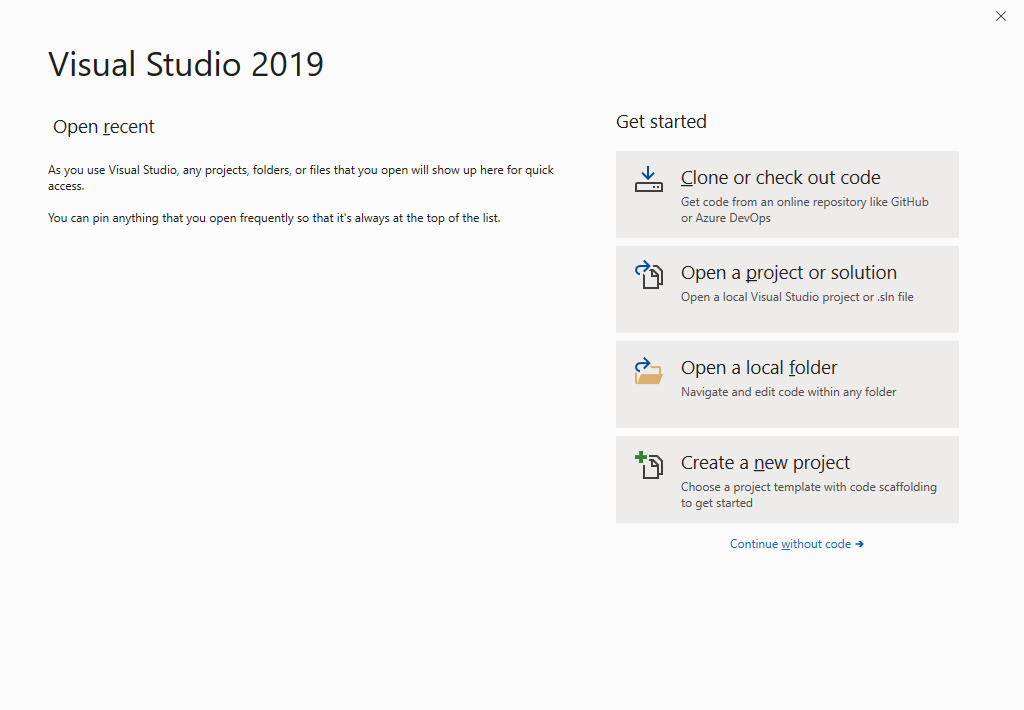 Visual Studio 2019
Open recent
As you use Visual Studio, any projects, folders, or files that you open will show up here for quick
access.
You can pin anything that you open frequently so that it's always at the top of the list.
Get started
Clone or check out code
Get code from an online repository like GitHub
or Azure DevOps
Open a project or solution
Open a local Visual Studio project or .sln file
Open a local folder
Navigate and edit code within any folder
Create a new project
Choose a project template with code scaffolding
to get started
Continue without code →